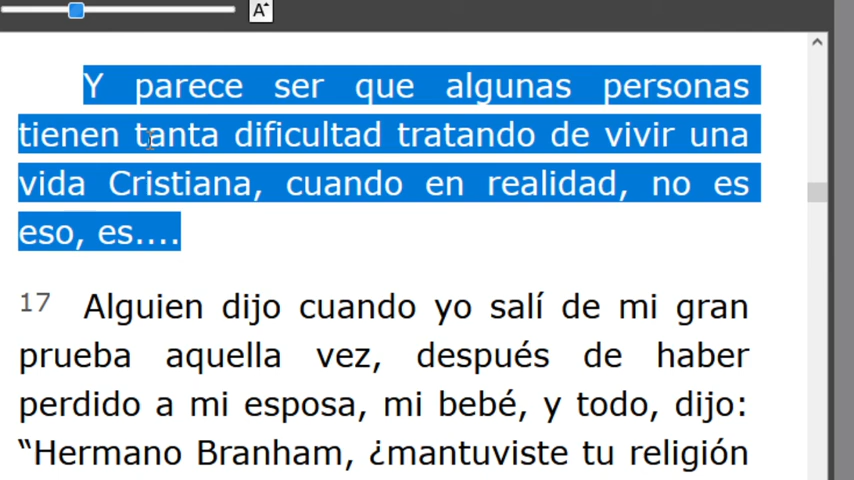 A
Y parece ser que algunas personas
tienen tanta dificultad tratando de vivir una
vida Cristiana, cuando en realidad, no es
eso, es....
17 Alguien dijo cuando yo salí de mi gran
prueba aquella vez, después de haber
perdido a mi esposa, mi bebé, y todo, dijo:
“Hermano Branham, ¿mantuviste tu religión